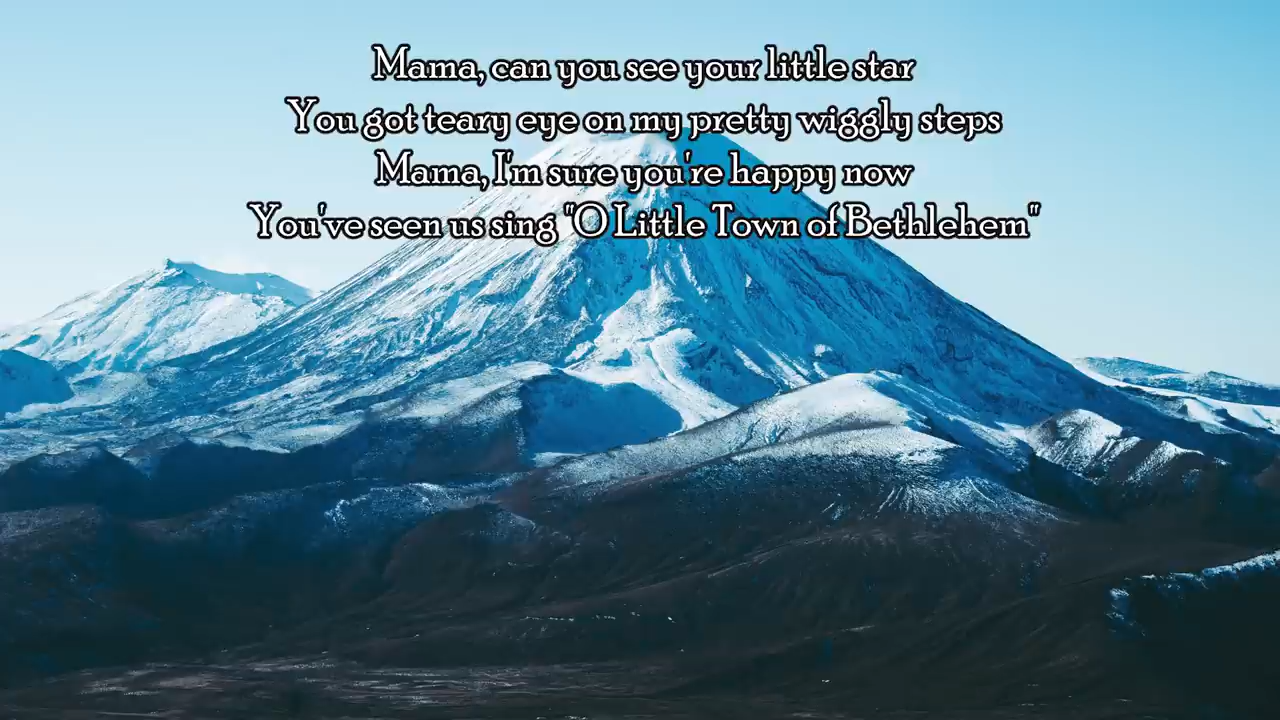 Mama, can you see your little star
You got teary eye on my pretty wiggly steps
Mama, I'm sure you're happy now
You've seen us sing "O Little Town of Bethlehem"